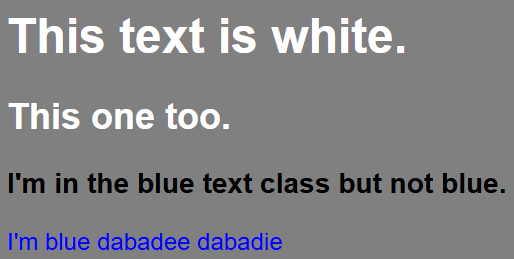 This text is white.
This one too.
I'm in the blue text class but not blue.
I'm blue dabadee dabadie